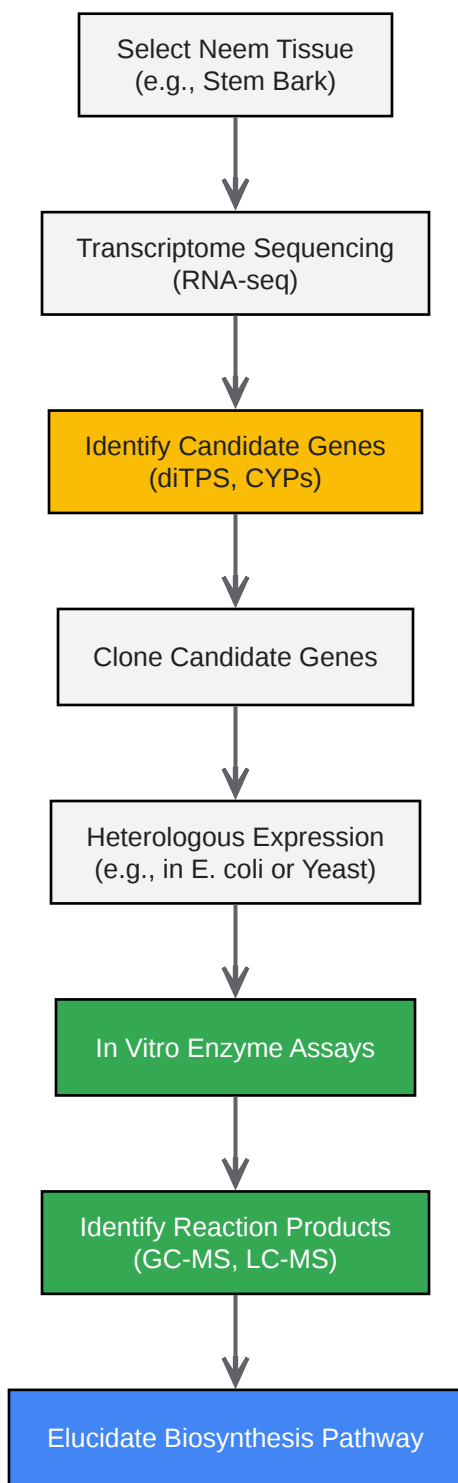 Select Neem Tissue
(e.g., Stem Bark)
Transcriptome Sequencing
(RNA-seq)
Identify Candidate Genes
(diTPS, CYPs)
Clone Candidate Genes
Heterologous Expression
(e.g., in E. coli or Yeast)
In Vitro Enzyme Assays
Identify Reaction Products
(GC-MS, LC-MS)
Elucidate Biosynthesis Pathway